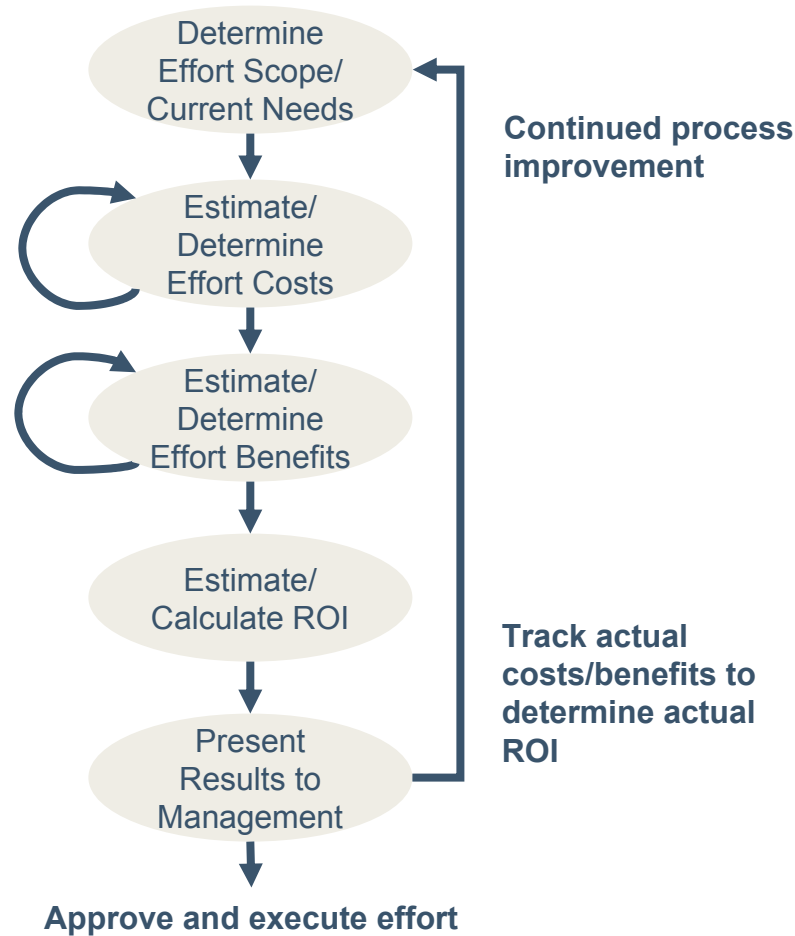 Determine
Effort Scope/
Current Needs
Continued process
improvement
Estimate/
Determine
Effort Costs
Estimate/
Determine
Effort Benefits
Estimate/
Calculate ROI
Track actual
costs/benefits to
determine actual
ROI
Present
Results to
Management
Approve and execute effort